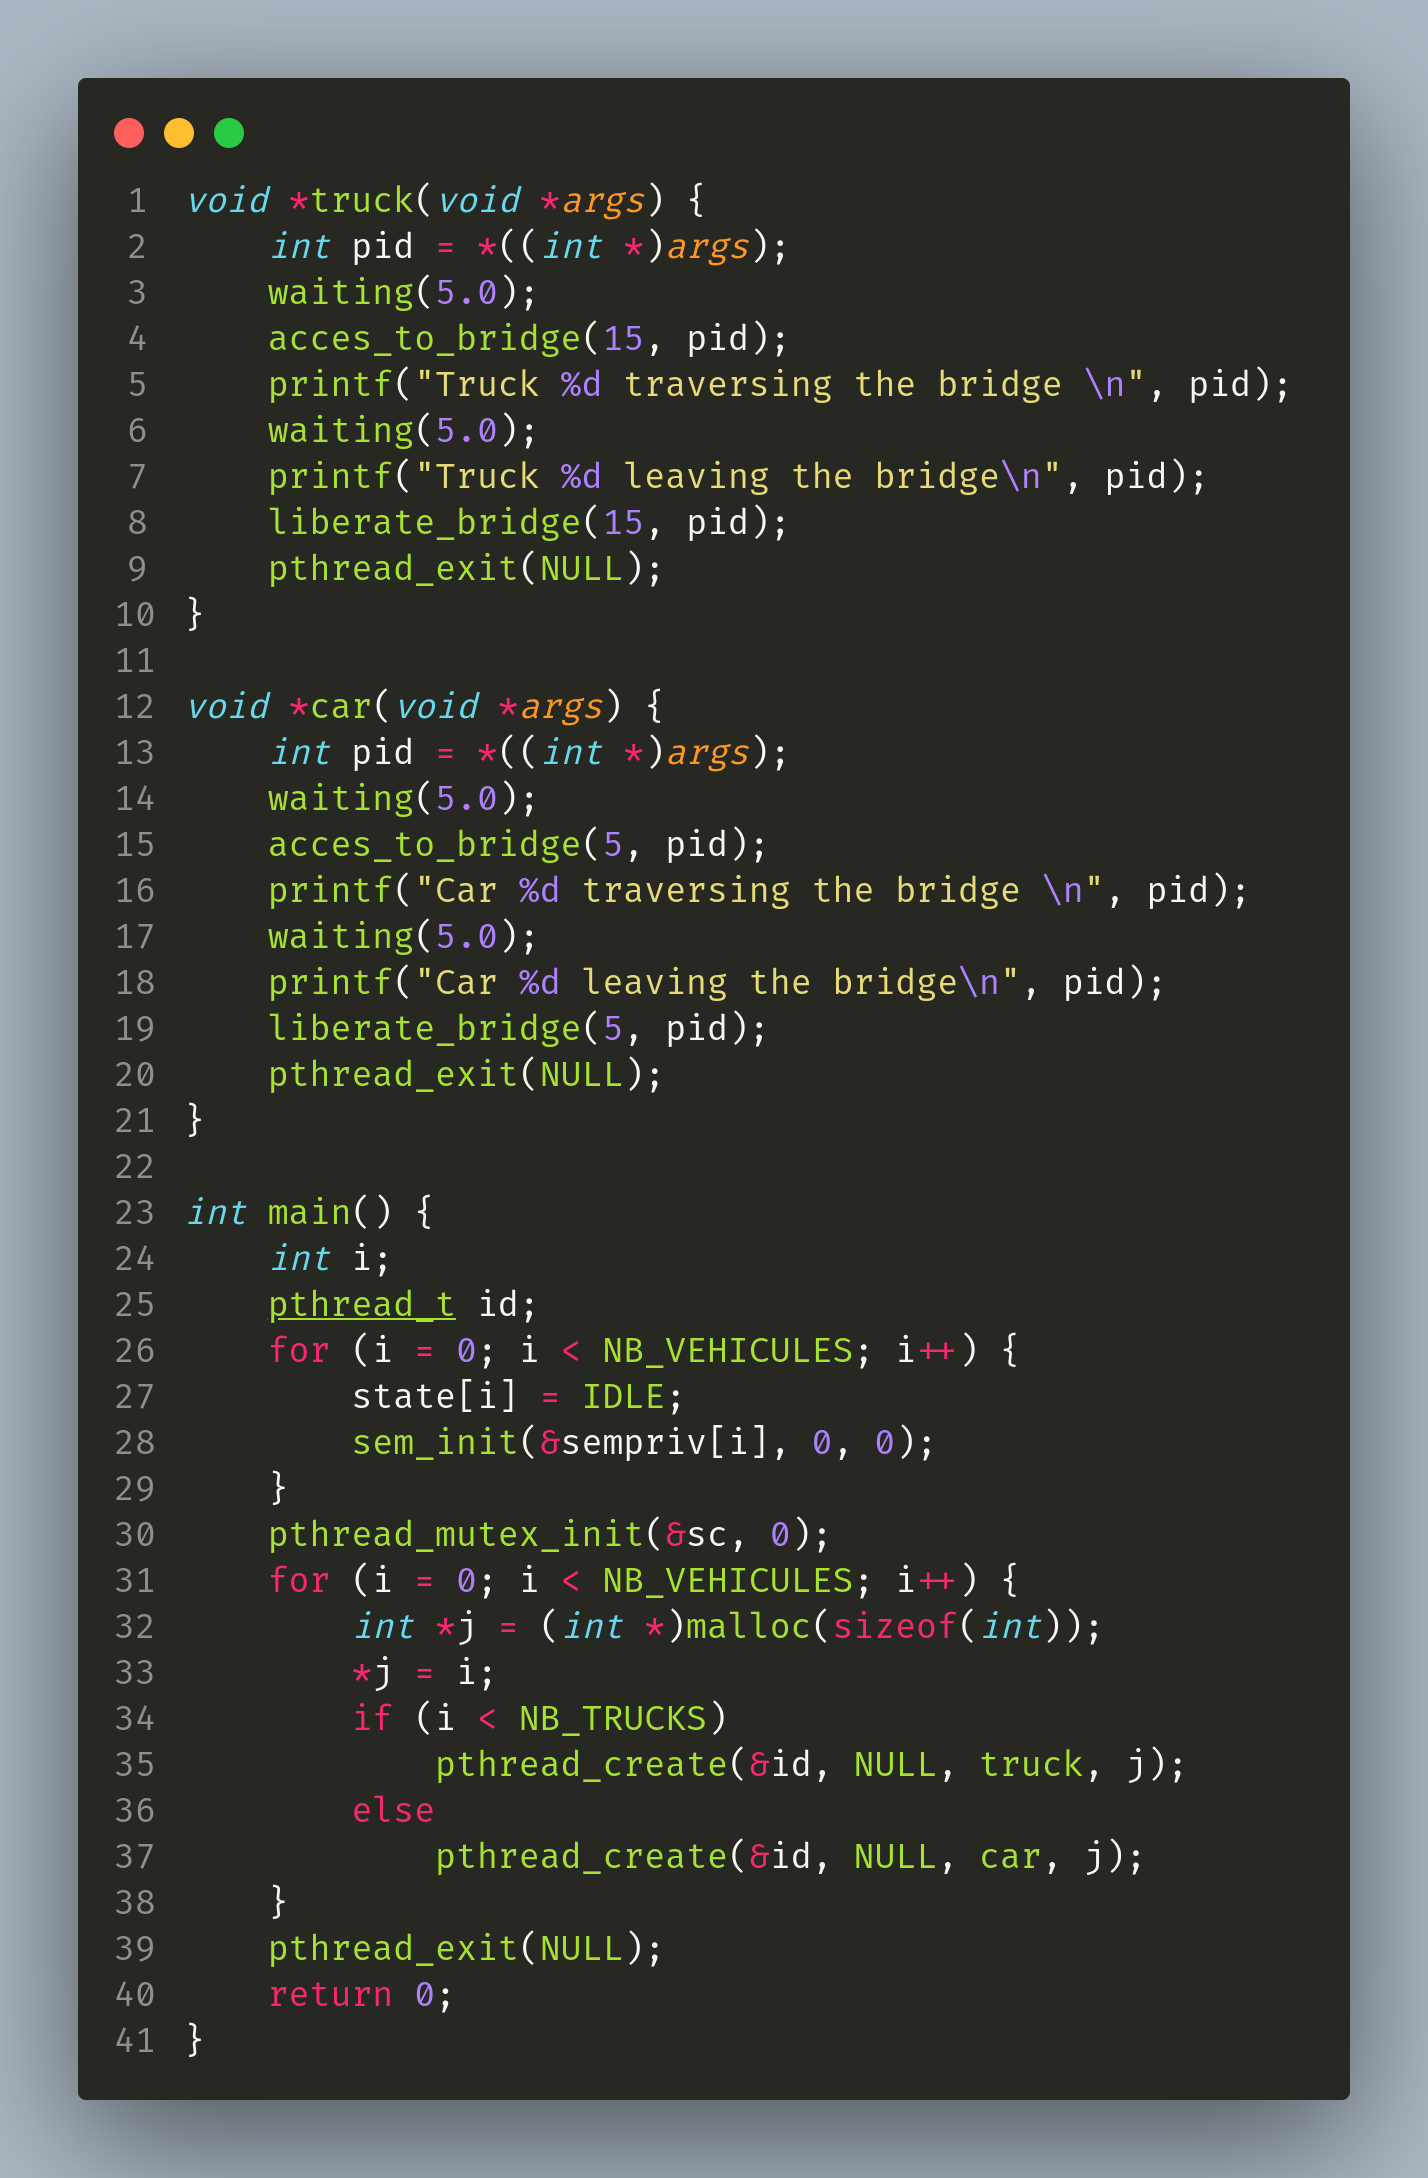 1 void *truck(void *args) {
2     int pid = *((int *)args);
3     waiting(5.0);
4     acces_to_bridge(15, pid);
5     printf("Truck %d traversing the bridge \n", pid);
6     waiting(5.0);
7     printf("Truck %d leaving the bridge\n", pid);
8     liberate_bridge(15, pid);
9     pthread_exit(NULL);
10 }
11
12 void *car(void *args) {
13     int pid = *((int *)args);
14     waiting(5.0);
15     acces_to_bridge(5, pid);
16     printf("Car %d traversing the bridge \n", pid);
17     waiting(5.0);
18     printf("Car %d leaving the bridge\n", pid);
19     liberate_bridge(5, pid);
20     pthread_exit(NULL);
21 }
22
23 int main() {
24     int i;
25     pthread_t id;
26     for (i = 0; i < NB_VEHICULES; i++) {
27         state[i] = IDLE;
28         sem_init(&sempriv[i], 0, 0);
29     }
30     pthread_mutex_init(&sc, 0);
31     for (i = 0; i < NB_VEHICULES; i++) {
32         int *j = (int *)malloc(sizeof(int));
33         *j = i;
34         if (i < NB_TRUCKS)
35             pthread_create(&id, NULL, truck, j);
36         else
37             pthread_create(&id, NULL, car, j);
38     }
39     pthread_exit(NULL);
40     return 0;
41 }